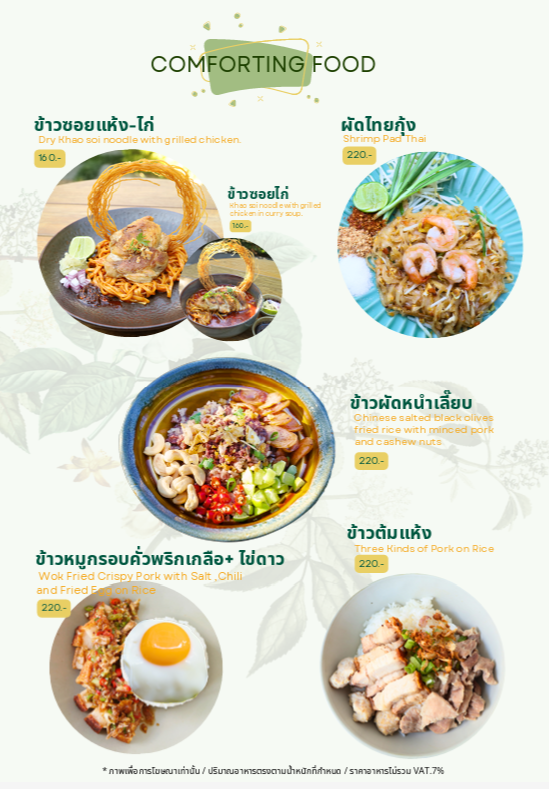 COMFORTING FOOD
ข้าวซอยแห้ง-ไก่
Dry Khao soi noodle with grilled chicken.
160.-
ผัดไทยกุ้ง
Shrimp Pad Thai
220.-
ข้าวซอยไก่
Khao soi noodle with grilled
chicken in curry soup.
160.-
ข้าวผัดหนำเลี๊ยบ
Chinese salted black olives
fried rice with minced pork
and cashew nuts
220.-
ข้าวต้มแห้ง
Three Kinds of Pork on Rice
220.-
ข้าวหมูกรอบคั่วพริกเกลือ+ ไข่ดาว
Wok Fried Crispy Pork with Salt ,Chili
and Fried Egg on Rice
220.-
* ภาพเพื่อการโฆษณาเท่านั้น / ปริมาณอาหารตรงตามน้ำหนักที่กำหนด / ราคาอาหารไม่รวม VAT.7%